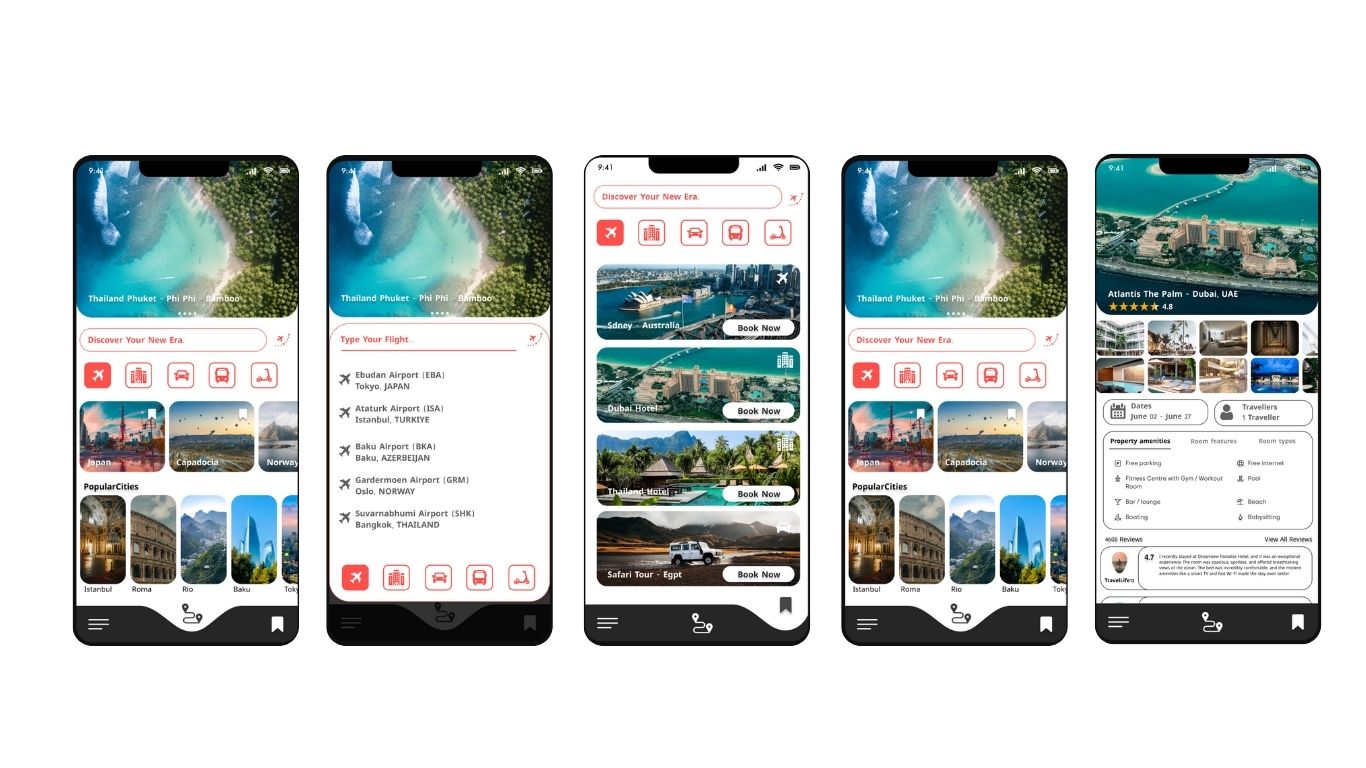 9:41
Thailand Phuket - Phi Phi - Bamboo
Discover Your New Era.
Japan
Capadocia
Norway
PopularCities
Istanbul
Roma
Rio
Baku
Toky
9:41
Thailand Phuket - Phi Phi - Bamboo
Type Your Flight...
Ebudan Airport (EBA)
Tokyo, JAPAN
Ataturk Airport (ISA)
Istanbul, TURKIYE
Baku Airport (BKA)
Baku, AZERBEIJAN
Gardermoen Airport (GRM)
Oslo, NORWAY
Suvarnabhumi Airport (SHK)
Bangkok, THAILAND
9:41
Discover Your New Era.
Sdney - Australia
Book Now
Dubai Hotel
Book Now
Thailand Hotel
Book Now
Safari Tour - Egpt
Book Now
9:41
Thailand Phuket - Phi Phi - Bamboo
Discover Your New Era.
Japan
Capadocia
Norway
PopularCities
Istanbul
Roma
Rio
Baku
Toky
9:41
Atlantis The Palm - Dubai, UAE
4.8
Dates
June 02 - June 27
Travellers
1 Traveller
Property amenities
Room features
Room types
Free parking
Free internet
Fitness Centre with Gym / Workout
Room
Pool
Bar / lounge
Beach
Boating
Babysitting
4606 Reviews
View All Reviews
4.7
I recently stayed at Oceanview Paradise Hotel, and it was an exceptional
experience. The room was spacious, spotless, and offered breathtaking
views of the ocean. The bed was incredibly comfortable, and the modern
amenities like a smart TV and fast Wi-Fi made the stay even better.